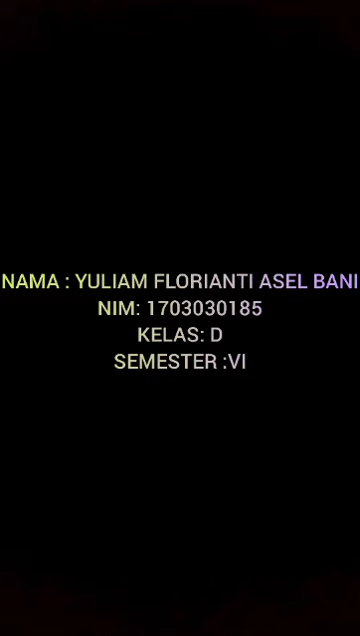 NAMA : YULIAM FLORIANTI ASEL BANI
NIM: 1703030185
KELAS: D
SEMESTER :VI